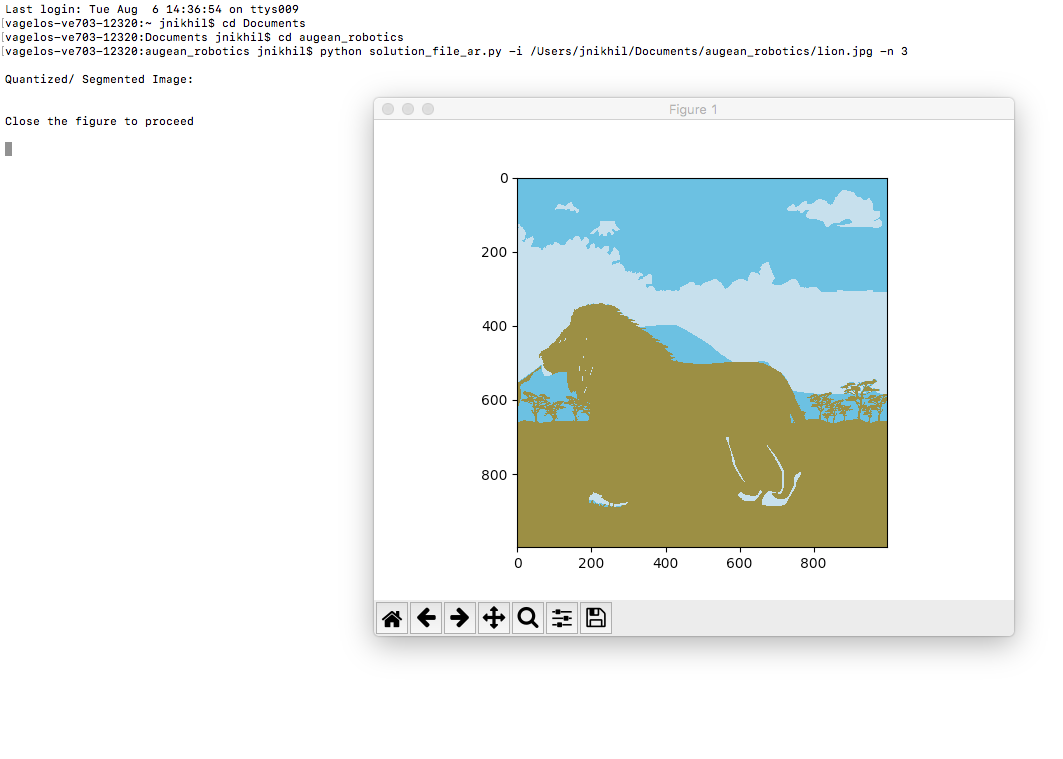 Last login: Tue Aug  6 14:36:54 on ttys009
[vagelos-ve703-12320:~ jnikhil$ cd Documents
[vagelos-ve703-12320:Documents jnikhil$ cd augean_robotics
[vagelos-ve703-12320:augean_robotics jnikhil$ python solution_file_ar.py -i /Users/jnikhil/Documents/augean_robotics/lion.jpg -n 3
Quantized/ Segmented Image:
Close the figure to proceed
Figure 1
0
200
400
600
800
0 200 400 600 800